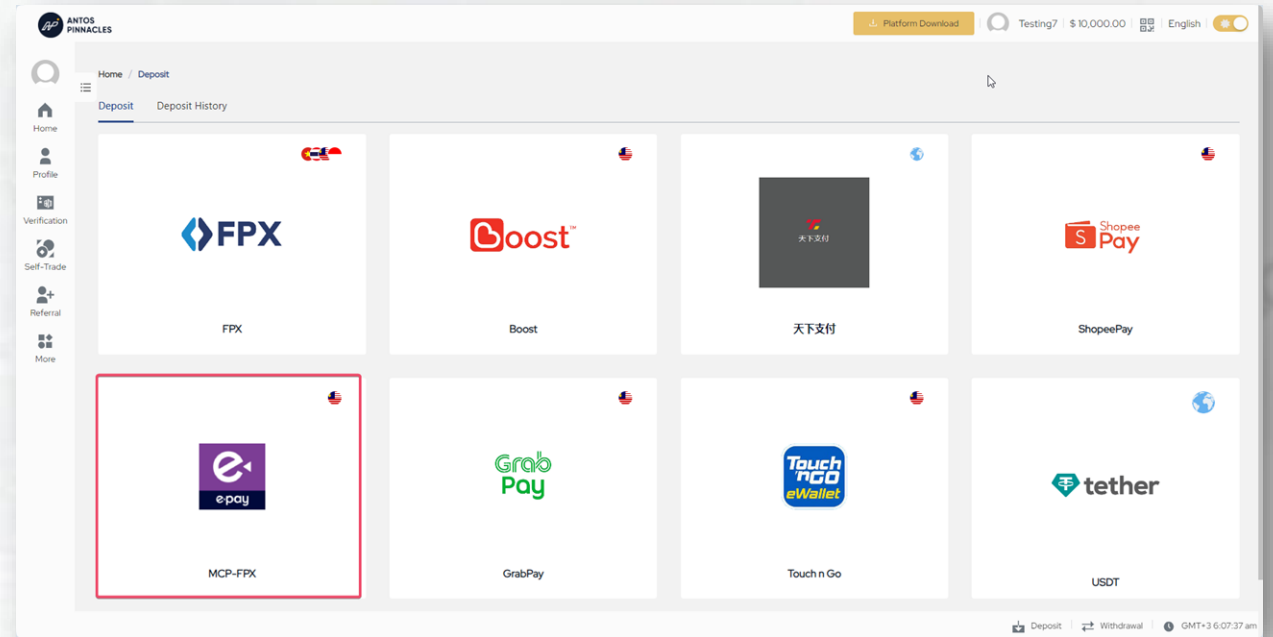 ANTOS
PINNACLES
Platform Download
Testing7
$ 10,000.00
English
Home / Deposit
Deposit
Deposit History
Home
Profile
Verification
Self-Trade
Referral
More
FPX
FPX
Boost™
Boost
天下支付
天下支付
S Shopee
Pay
ShopeePay
e
e-pay
MCP-FPX
Grab
Pay
GrabPay
Touch
'nGO
eWallet
Touch n Go
tether
USDT
Deposit
Withdrawal
GMT+3 6:07:37 am